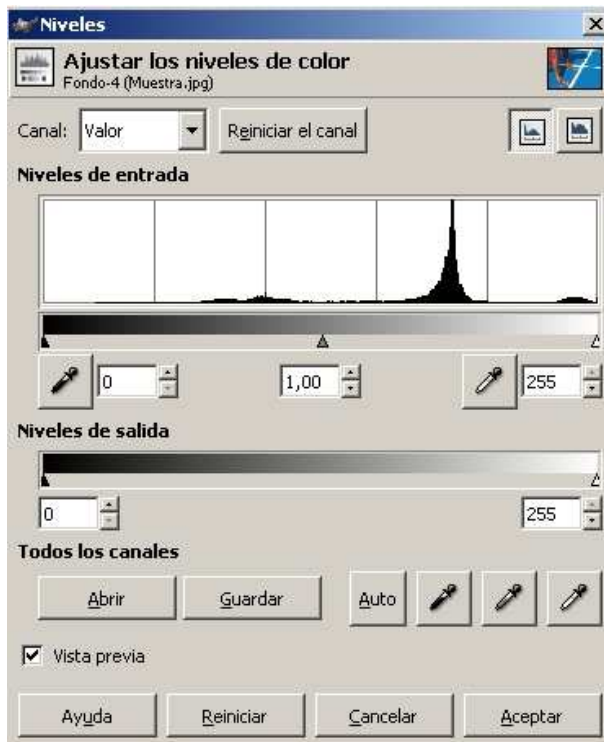 Niveles
Ajustar los niveles de color
Fondo-4 (Muestra.jpg)
Canal: Valor Reiniciar el canal
Niveles de entrada
0 1,00 255
Niveles de salida
0 255
Todos los canales
Abrir Guardar Auto
Vista previa
Ayuda Reiniciar Cancelar Aceptar